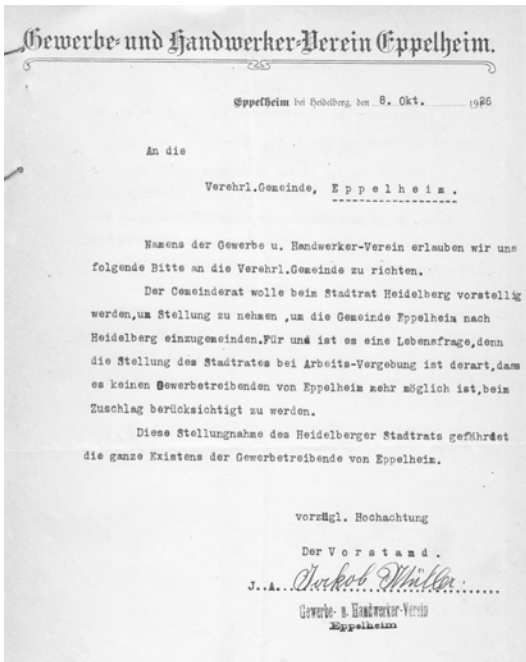 Gewerbe- und Handwerker-Verein Eppelheim.
Eppelheim bei Heidelberg, den 8. Okt. 1926
An die
Verehrl.Gemeinde, E p p e l h e i m .
Namens der Gewerbe u. Handwerker-Verein erlauben wir uns
folgende Bitte an die Verehrl.Gemeinde zu richten.
Der Gemeinderat wolle beim Stadtrat Heidelberg vorstellig
werden,um Stellung zu nehmen ,um die Gemeinde Eppelheim nach
Heidelberg einzugemeinden.Für uns ist es eine Lebensfrage,denn
die Stellung des Stadtrates bei Arbeits-Vergebung ist derart,dass
es keinen Gewerbetreibenden von Eppelheim mehr möglich ist,beim
Zuschlag berücksichtigt zu werden.
Diese Stellungnahme des Heidelberger Stadtrats gefährdet
die ganze Existens der Gewerbetreibende von Eppelheim.
vorzügl. Hochachtung
Der V o r s t a n d .
J..A... Jackob Müller.......
Gewerbe- u. Handwerker-Verein
Eppelheim